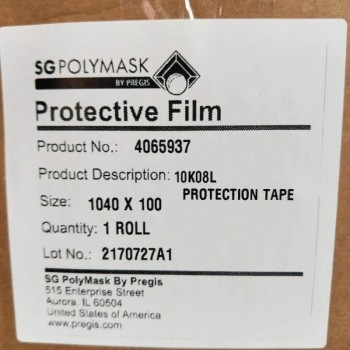 SG POLYMASK
BY PREGIS
Protective Film
Product No.: 4065937
Product Description: 10K08L
PROTECTION TAPE
Size: 1040 X 100
Quantity: 1 ROLL
Lot No.: 2170727A1
SG PolyMask By Pregis
515 Enterprise Street
Aurora, IL 60504
United States of America
www.pregis.com